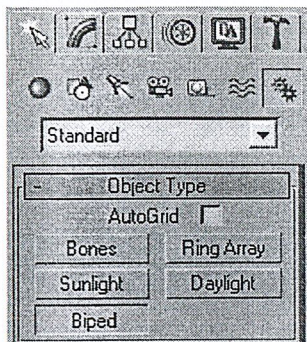 Standard
- Object Type
AutoGrid
Bones Ring Array
Sunlight Daylight
Biped